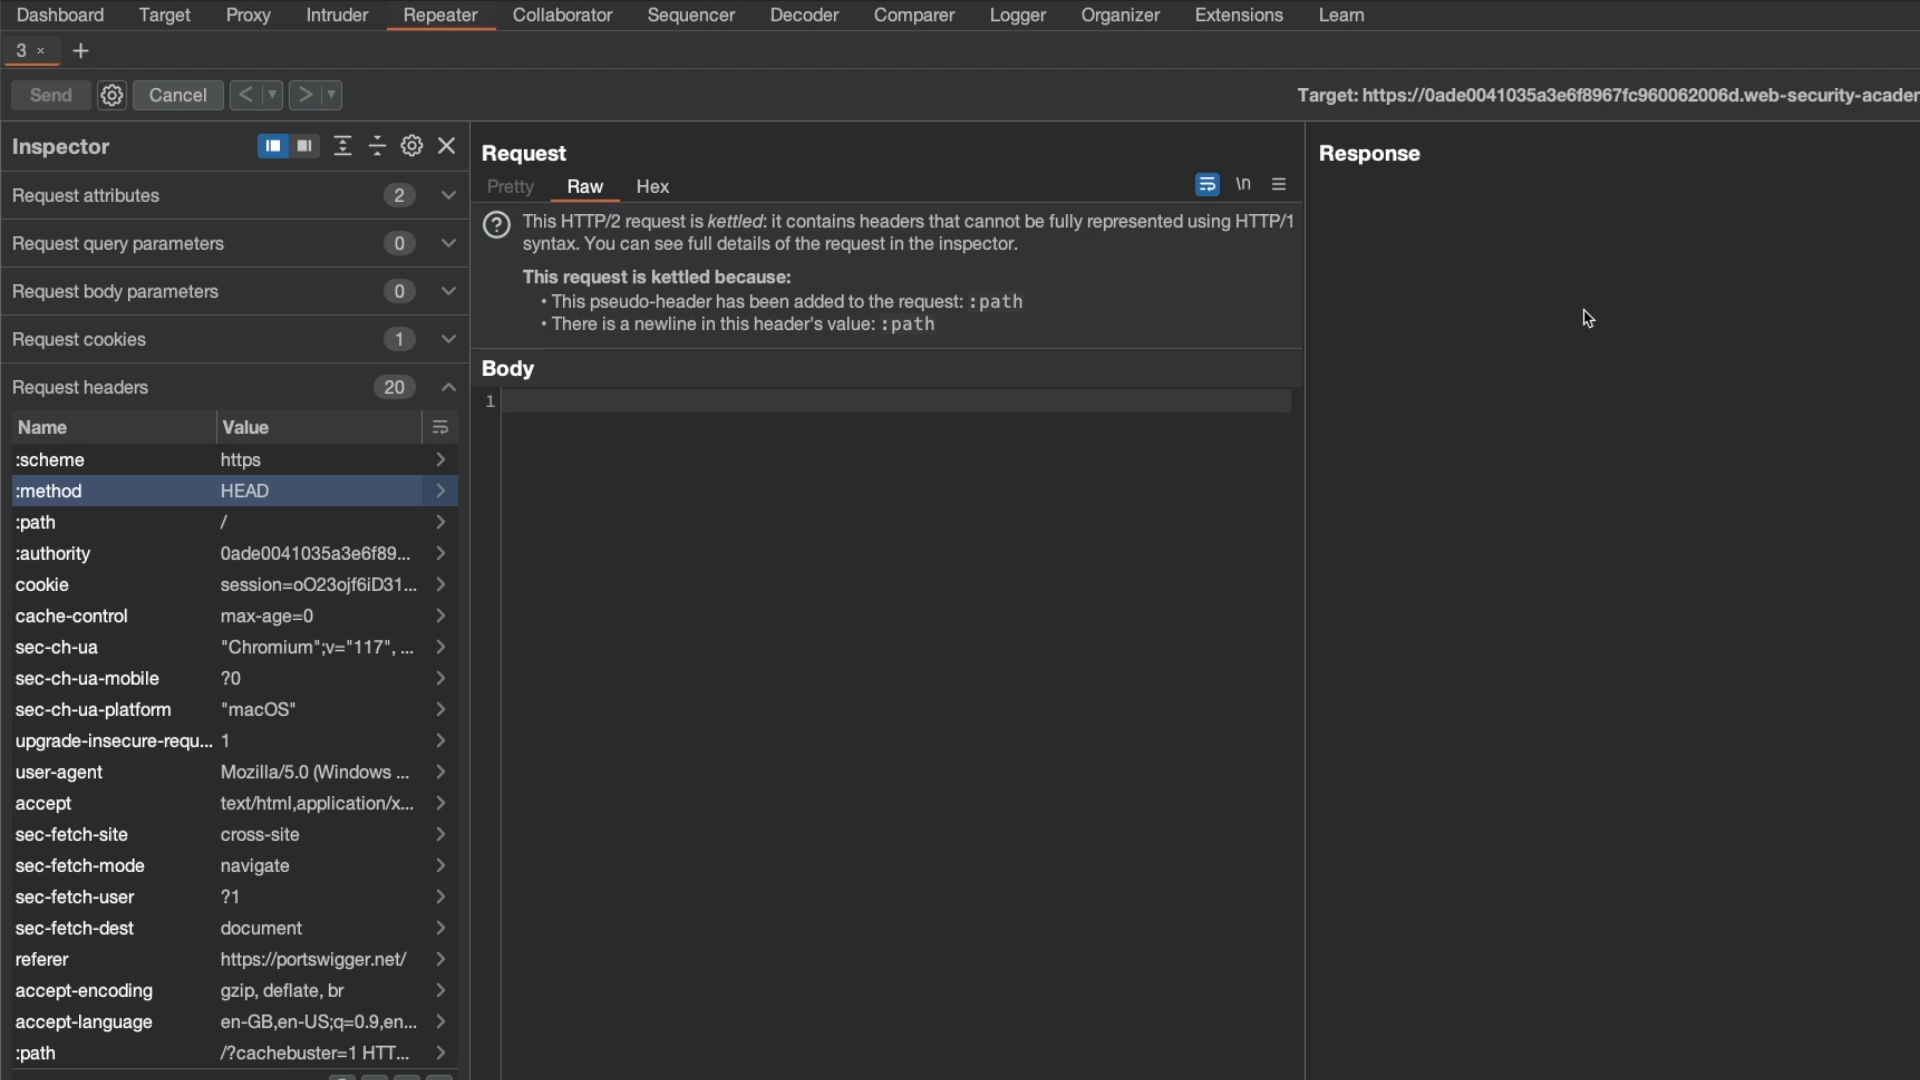 Dashboard Target Proxy Intruder Repeater Collaborator Sequencer Decoder Comparer Logger Organizer Extensions Learn
3 × +
Send Cancel < ▾ > ▾ Target: https://0ade0041035a3e6f8967fc960062006d.web-security-acader
Inspector
Request attributes 2
Request query parameters 0
Request body parameters 0
Request cookies 1
Request headers 20
Name Value
:scheme https
:method HEAD
:path /
:authority 0ade0041035a3e6f89...
cookie session=oO23ojf6iD31...
cache-control max-age=0
sec-ch-ua "Chromium";v="117", ...
sec-ch-ua-mobile ?0
sec-ch-ua-platform "macOS"
upgrade-insecure-requ... 1
user-agent Mozilla/5.0 (Windows ...
accept text/html,application/x...
sec-fetch-site cross-site
sec-fetch-mode navigate
sec-fetch-user ?1
sec-fetch-dest document
referer https://portswigger.net/
accept-encoding gzip, deflate, br
accept-language en-GB,en-US;q=0.9,en...
:path /?cachebuster=1 HTT...
Request
Pretty Raw Hex \n
This HTTP/2 request is kettled: it contains headers that cannot be fully represented using HTTP/1
syntax. You can see full details of the request in the inspector.
This request is kettled because:
• This pseudo-header has been added to the request: :path
• There is a newline in this header's value: :path
Body
1
Response